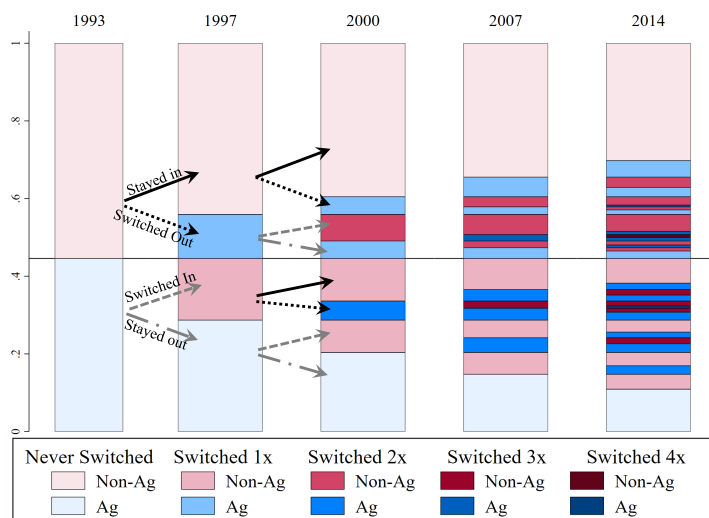 1993 1997 2000 2007 2014
1
.8
.6
.4
.2
0
Stayed in
Switched Out
Switched In
Stayed out
Never Switched Switched 1x Switched 2x Switched 3x Switched 4x
Non-Ag Non-Ag Non-Ag Non-Ag Non-Ag
Ag Ag Ag Ag Ag